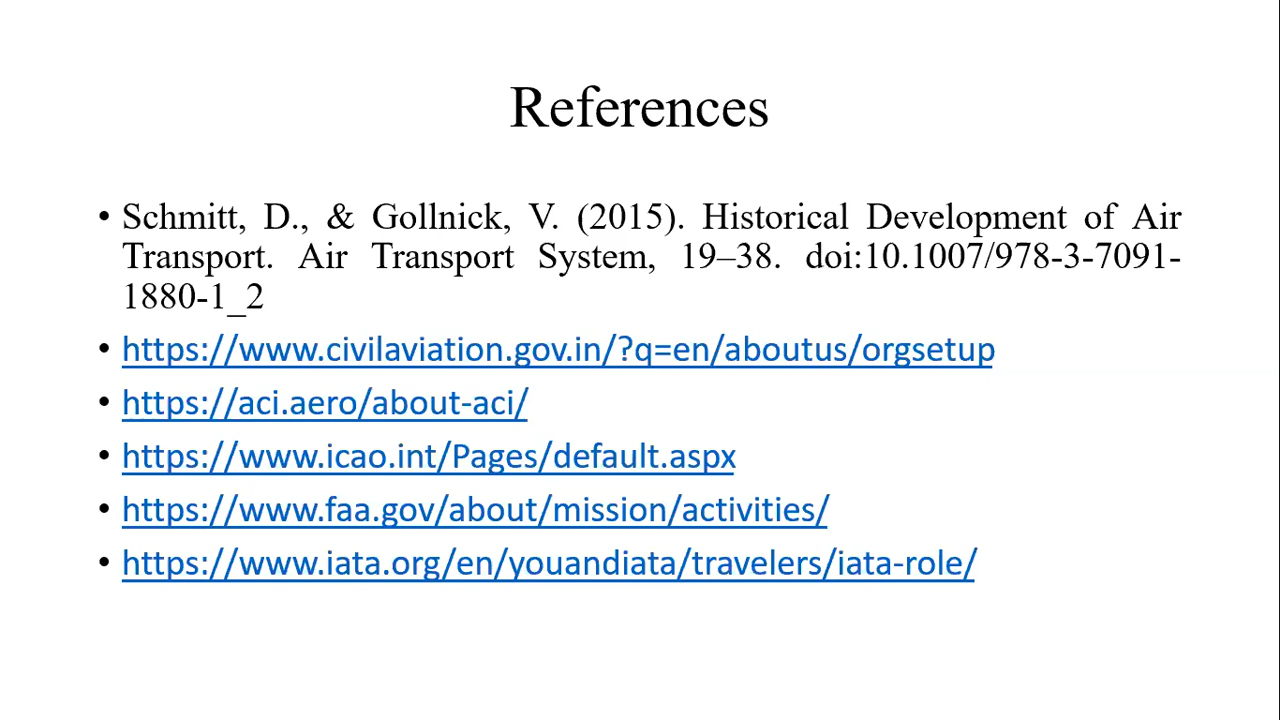 References
• Schmitt, D., & Gollnick, V. (2015). Historical Development of Air
Transport. Air Transport System, 19–38. doi:10.1007/978-3-7091-
1880-1_2
• https://www.civilaviation.gov.in/?q=en/aboutus/orgsetup
• https://aci.aero/about-aci/
• https://www.icao.int/Pages/default.aspx
• https://www.faa.gov/about/mission/activities/
• https://www.iata.org/en/youandiata/travelers/iata-role/